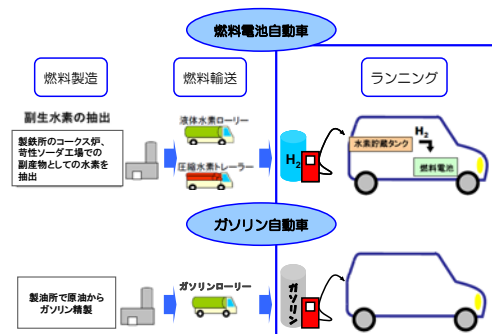 燃料電池自動車
燃料製造
燃料輸送
ランニング
副生水素の抽出
製鉄所のコークス炉、
苛性ソーダ工場での
副産物としての水素を
抽出
液体水素ローリー
圧縮水素トレーラー
H2
水素貯蔵タンク
H2
燃料電池
ガソリン自動車
製油所で原油から
ガソリン精製
ガソリンローリー
ガソリン